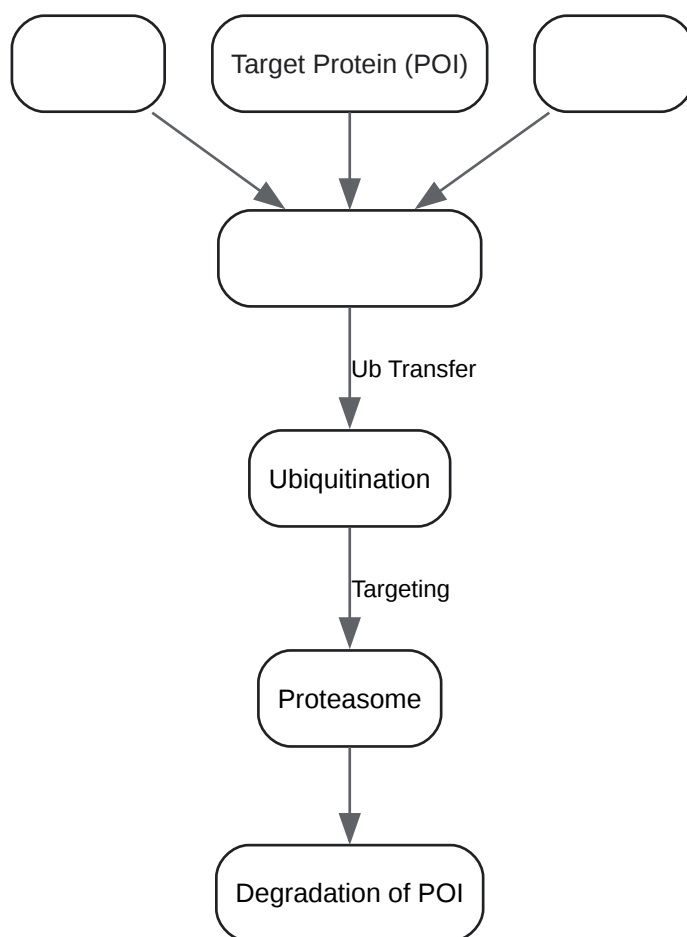 Target Protein (POI)
Ub Transfer
Ubiquitination
Targeting
Proteasome
Degradation of POI